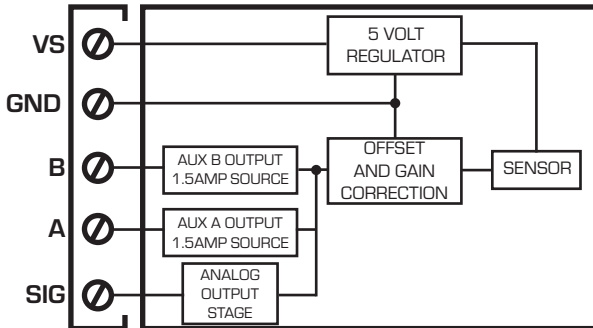 VS
5 VOLT
REGULATOR
GND
OFFSET
AND GAIN
CORRECTION
SENSOR
B
AUX B OUTPUT
1.5AMP SOURCE
A
AUX A OUTPUT
1.5AMP SOURCE
SIG
ANALOG
OUTPUT
STAGE